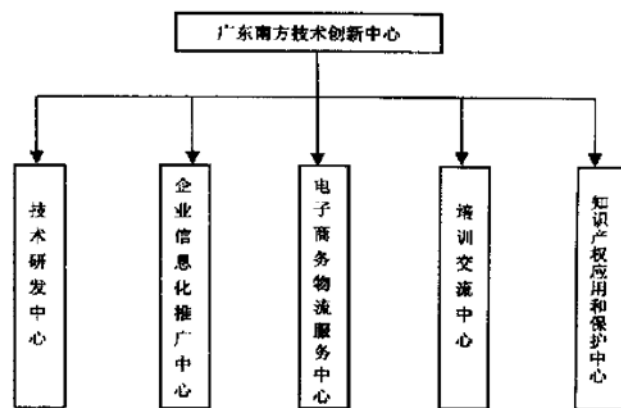 广东南方技术创新中心
技术研发中心
企业信息化推广中心
电子商务物流服务中心
培训交流中心
知识产权应用和保护中心